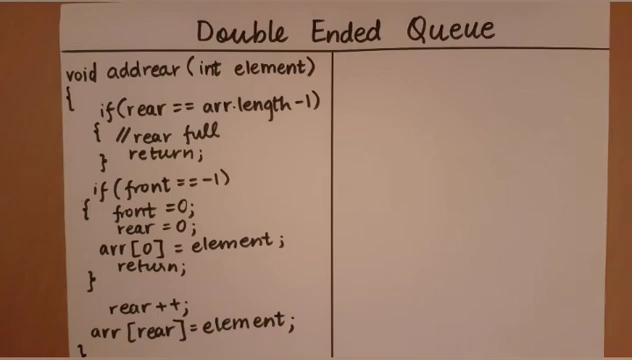 Double Ended Queue
void addrear(int element)
{
if(rear == arr.length-1)
{ //rear full
return;
}
if(front ==-1)
{ front =0;
rear =0;
arr[0] = element;
return;
}
rear ++;
arr[rear]=element;
}